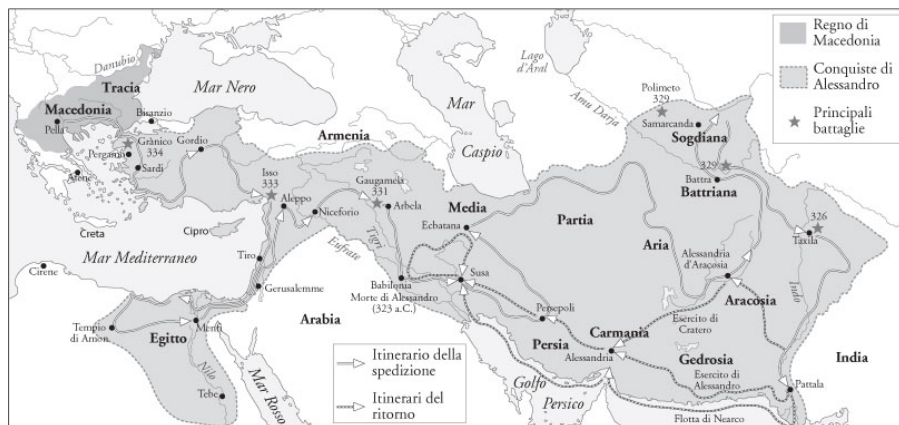 Danubio
Tracia
Macedonia
Pella
Bisanzio
Mar Nero
Grànico
334
Pergamo
Sardi
Gordio
Atene
Creta
Cipro
Mar Mediterraneo
Cirene
Tempio
di Amon
Egitto
Menfi
Nilo
Tebe
Mar Rosso
Tiro
Gerusalemme
Isso
333
Aleppo
Niceforio
Armenia
Gaugamela
331
Arbela
Eufrate
Tigri
Arabia
Babilonia
Morte di Alessandro
(323 a.C.)
Mar
Caspio
Media
Ecbatana
Susa
Persepoli
Persia
Golfo
Persico
Partia
Aria
Lago
d'Aral
Amu Darja
Polimeto
329
Samarcanda
Sogdiana
329
Battra
Battriana
326
Taxila
Indo
Alessandria
d'Aracosia
Aracosia
Esercito di
Cratero
Carmania
Alessandria
Gedrosia
Esercito di
Alessandro
Pattala
India
Flotta di Nearco
Regno di
Macedonia
Conquiste di
Alessandro
Principali
battaglie
Itinerario della
spedizione
Itinerari del
ritorno